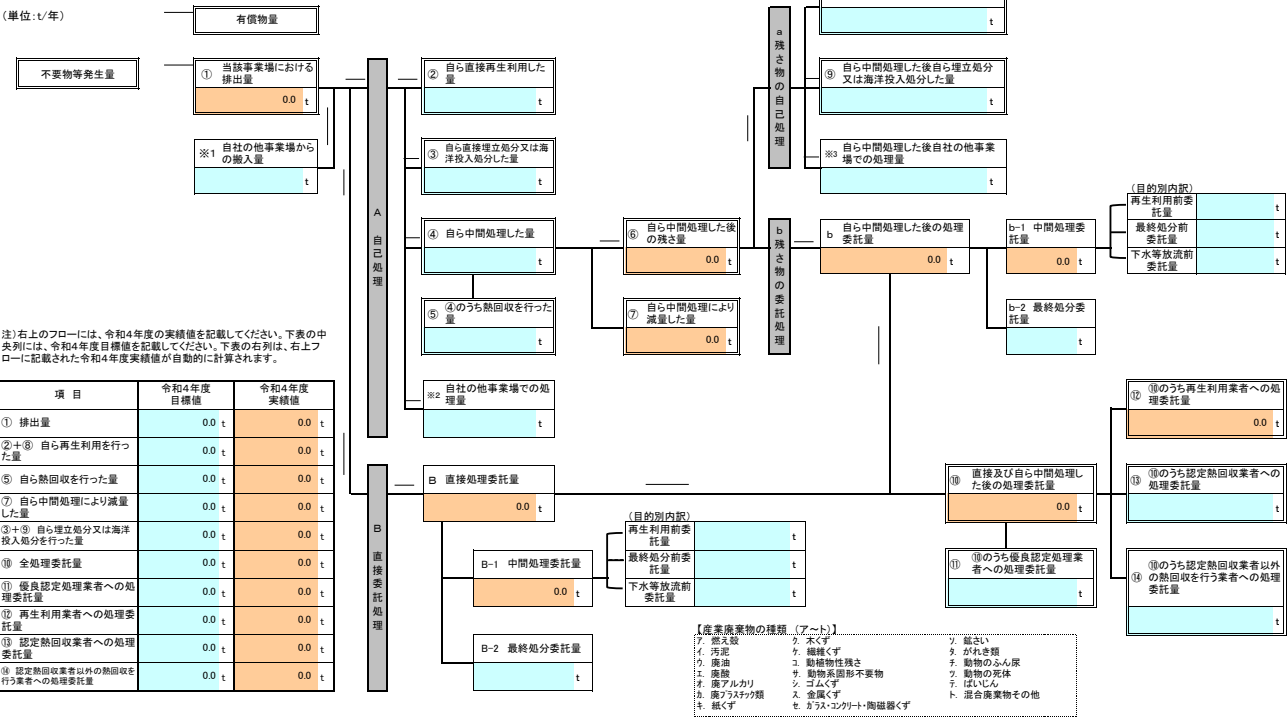 (単位:t/年)
有償物量
不要物等発生量
① 当該事業場における
排出量
0.0 t
※1 自社の他事業場から
の搬入量
t
A 自己処理
② 自ら直接再生利用した
量
t
③ 自ら直接埋立処分又は海
洋投入処分した量
t
④ 自ら中間処理した量
t
⑤ ④のうち熱回収を行った
量
t
※2 自社の他事業場での処
理量
t
⑥ 自ら中間処理した後
の残さ量
0.0 t
⑦ 自ら中間処理により
減量した量
0.0 t
a 残さ物の自己処理
t
⑨ 自ら中間処理した後自ら埋立処分
又は海洋投入処分した量
t
※3 自ら中間処理した後自社の他事業
場での処理量
t
b 残さ物の委託処理
b 自ら中間処理した後の処理
委託量
0.0 t
b-1 中間処理委
託量
0.0 t
(目的別内訳)
再生利用前委
託量
t
最終処分前
委託量
t
下水等放流前
委託量
t
b-2 最終処分委
託量
t
注)右上のフローには、令和4年度の実績値を記載してください。下表の中
央列には、令和4年度目標値を記載してください。下表の右列は、右上フ
ローに記載された令和4年度実績値が自動的に計算されます。
項 目 令和4年度
目標値 令和4年度
実績値
① 排出量 0.0 t 0.0 t
②+⑧ 自ら再生利用を行っ
た量 0.0 t 0.0 t
⑤ 自ら熱回収を行った量 0.0 t 0.0 t
⑦ 自ら中間処理により減量
した量 0.0 t 0.0 t
③+⑨ 自ら埋立処分又は海洋
投入処分を行った量 0.0 t 0.0 t
⑩ 全処理委託量 0.0 t 0.0 t
⑪ 優良認定処理業者への処
理委託量 0.0 t 0.0 t
⑫ 再生利用業者への処理委
託量 0.0 t 0.0 t
⑬ 認定熱回収業者への処理
委託量 0.0 t 0.0 t
⑭ 認定熱回収業者以外の熱回収を
行う業者への処理委託量 0.0 t 0.0 t
B 直接委託処理
B 直接処理委託量
0.0 t
B-1 中間処理委託量
0.0 t
(目的別内訳)
再生利用前委
託量
t
最終処分前委
託量
t
下水等放流前
委託量
t
B-2 最終処分委託量
t
⑩ 直接及び自ら中間処理し
た後の処理委託量
0.0 t
⑪ ⑩のうち優良認定処理業
者への処理委託量
t
⑫ ⑩のうち再生利用業者への処
理委託量
0.0 t
⑬ ⑩のうち認定熱回収業者への
処理委託量
t
⑭ ⑩のうち認定熱回収業者以外
の熱回収を行う業者への処理委
託量
t
【産業廃棄物の種類 (ア~ト)】
ア. 燃え殻 ク. 木くず ソ. 鉱さい
イ. 汚泥 ケ. 繊維くず タ. がれき類
ウ. 廃油 コ. 動植物性残さ チ. 動物のふん尿
エ. 廃酸 サ. 動物系固形不要物 ツ. 動物の死体
オ. 廃アルカリ シ. ゴムくず テ. ばいじん
カ. 廃プラスチック類 ス. 金属くず ト. 混合廃棄物その他
キ. 紙くず セ. ガラス・コンクリート・陶磁器くず